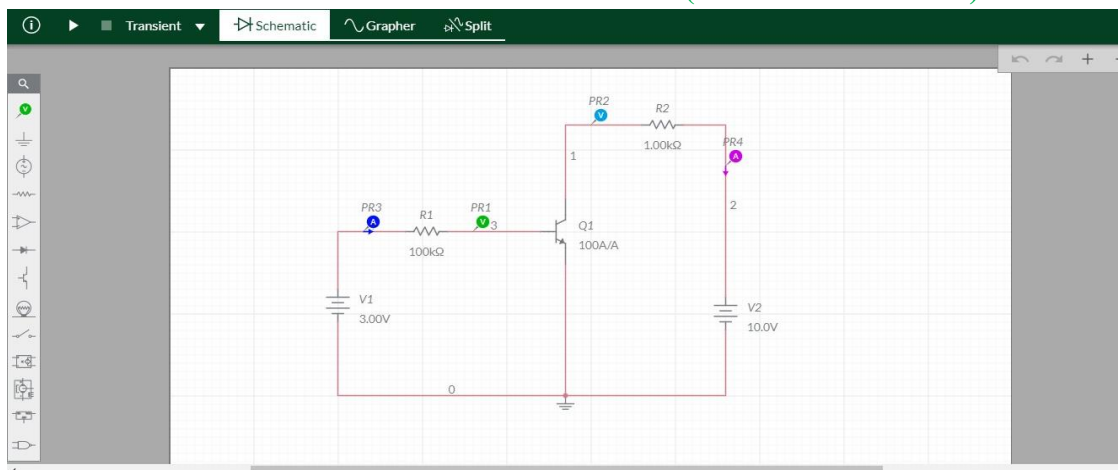 Transient Schematic Grapher Split
PR2
V
R2
1.00kΩ
PR4
A
1
2
PR3
A
R1
100kΩ
PR1
V
3
Q1
100A/A
V1
3.00V
V2
10.0V
0
V